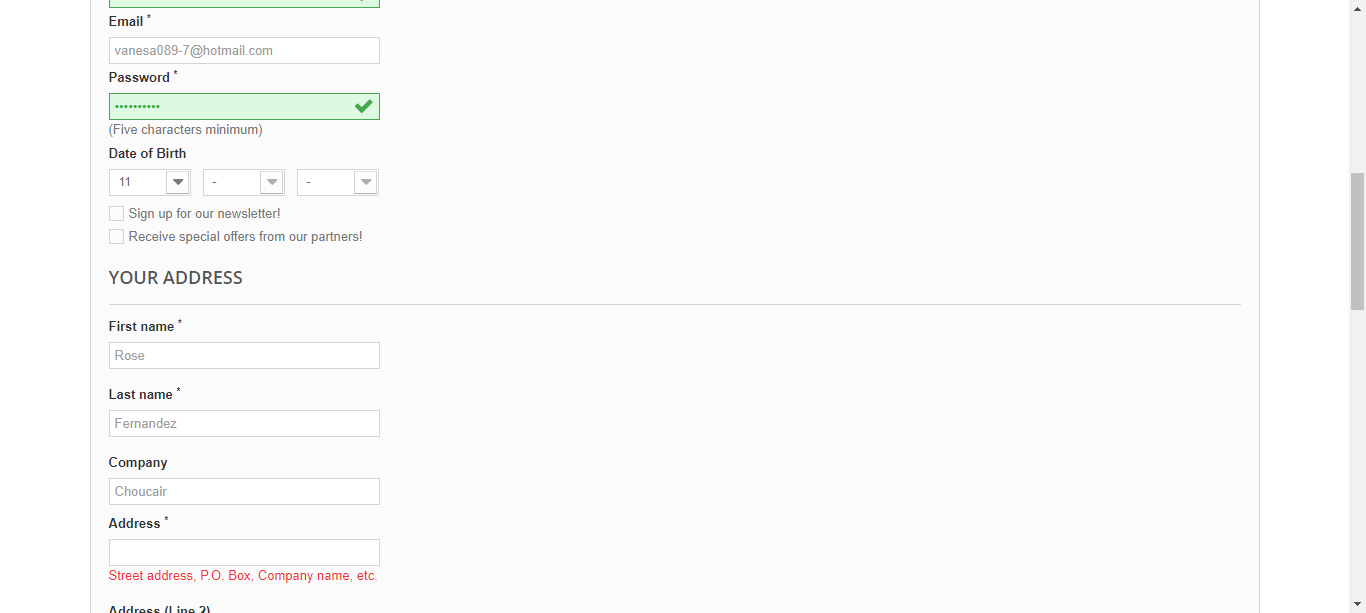 Email *
vanesa089-7@hotmail.com
Password *
••••••••••
(Five characters minimum)
Date of Birth
11 - -
Sign up for our newsletter!
Receive special offers from our partners!
YOUR ADDRESS
First name *
Rose
Last name *
Fernandez
Company
Choucair
Address *
Street address, P.O. Box, Company name, etc.
Address (Line 2)